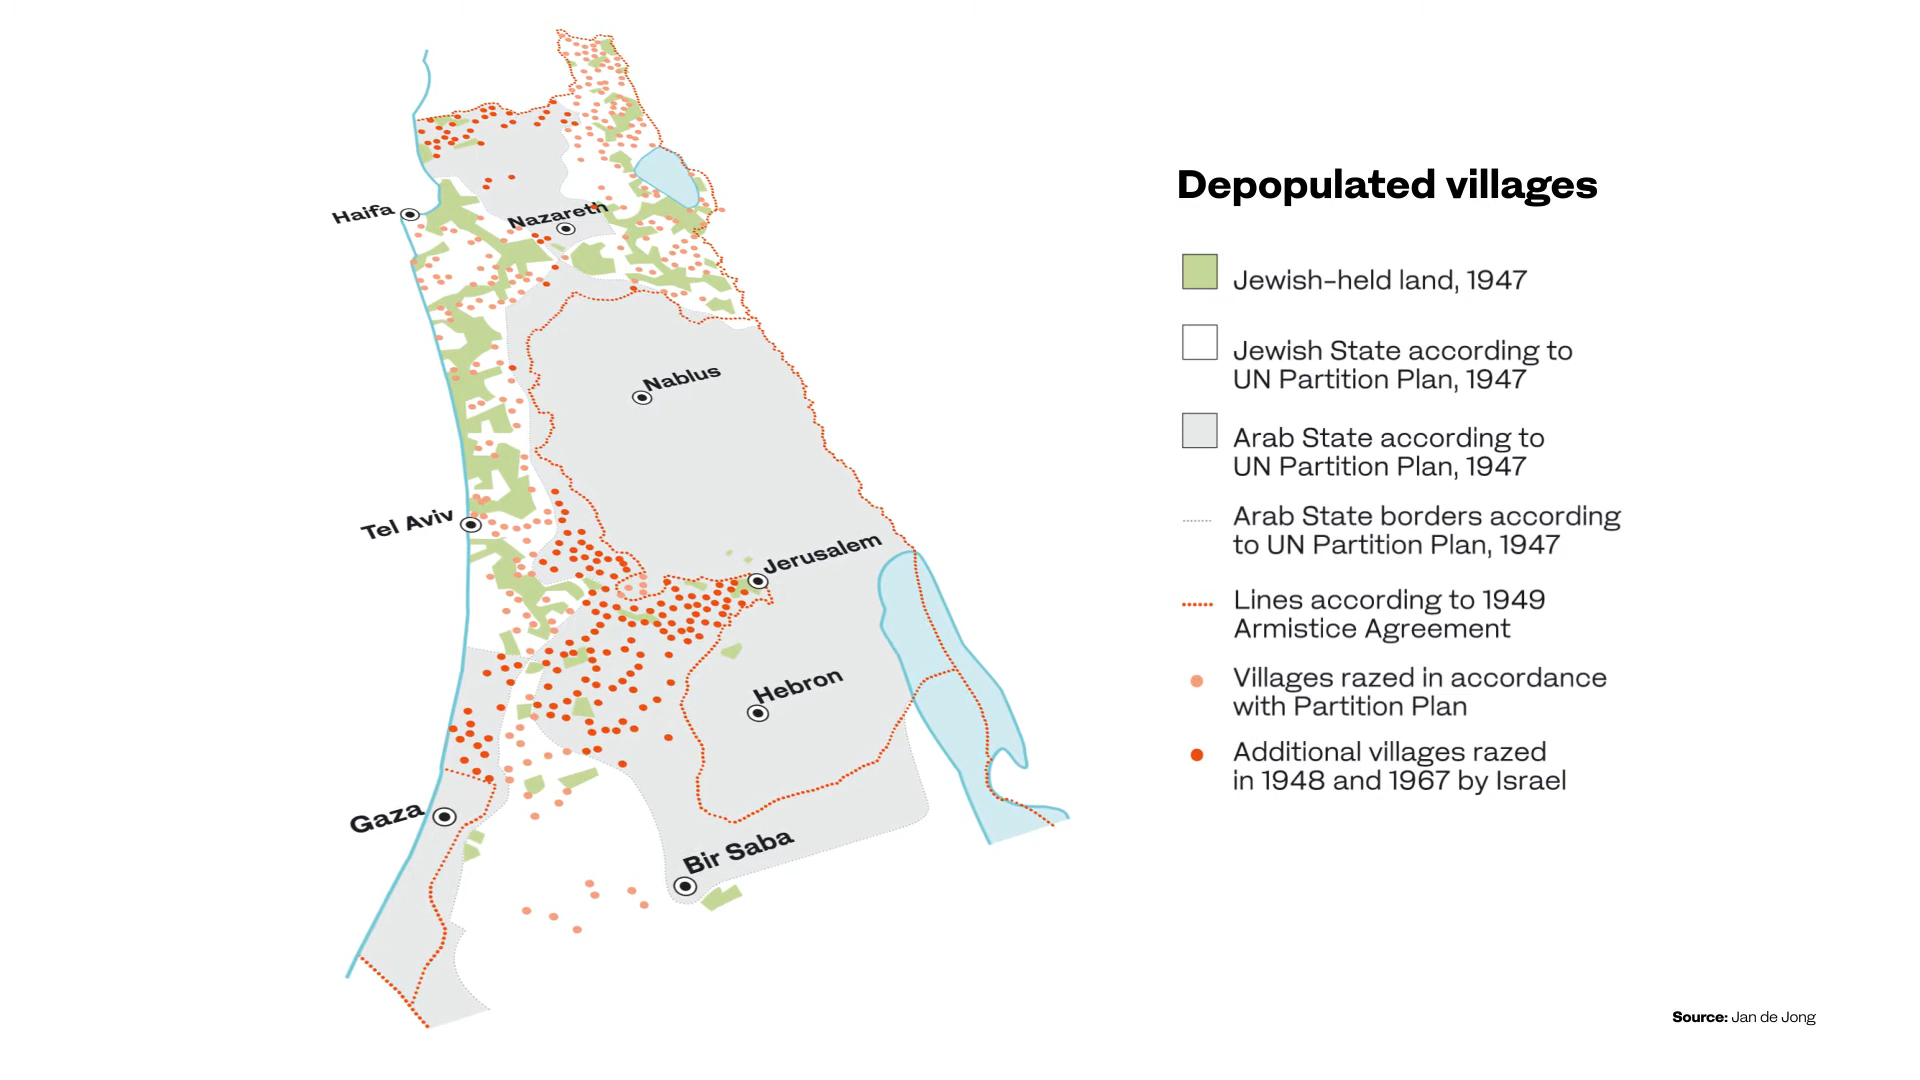 Haifa
Nazareth
Nablus
Tel Aviv
Jerusalem
Hebron
Gaza
Bir Saba
Depopulated villages
Jewish-held land, 1947
Jewish State according to
UN Partition Plan, 1947
Arab State according to
UN Partition Plan, 1947
Arab State borders according
to UN Partition Plan, 1947
Lines according to 1949
Armistice Agreement
Villages razed in accordance
with Partition Plan
Additional villages razed
in 1948 and 1967 by Israel
Source: Jan de Jong